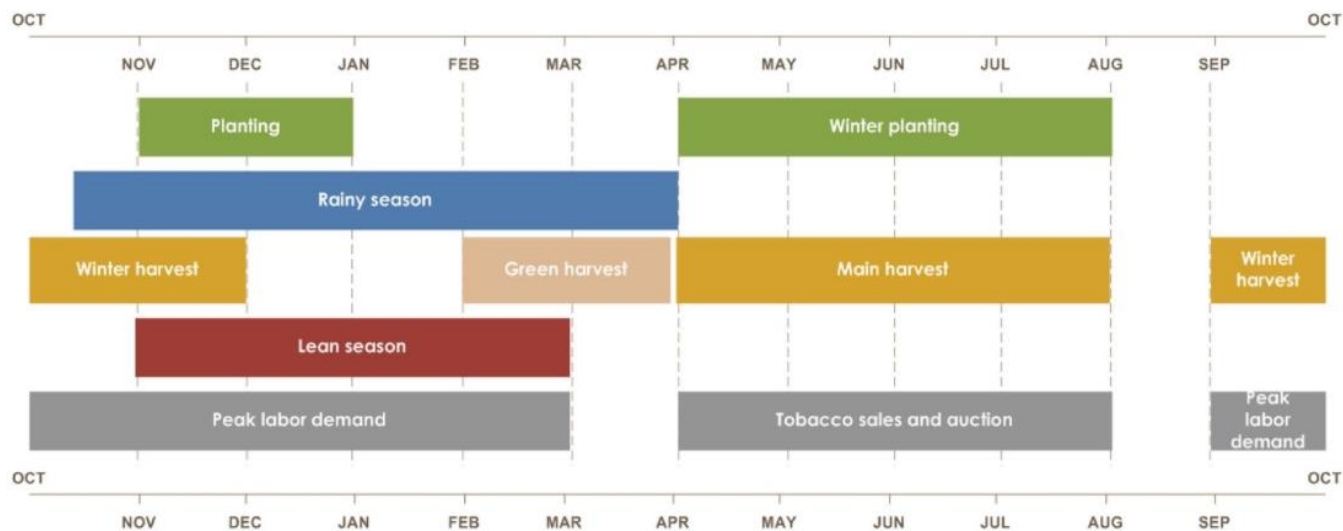 OCT OCT
NOV DEC JAN FEB MAR APR MAY JUN JUL AUG SEP
Planting Winter planting
Rainy season
Winter harvest Green harvest Main harvest Winter
harvest
Lean season
Peak labor demand Tobacco sales and auction Peak
labor
demand
OCT OCT
NOV DEC JAN FEB MAR APR MAY JUN JUL AUG SEP